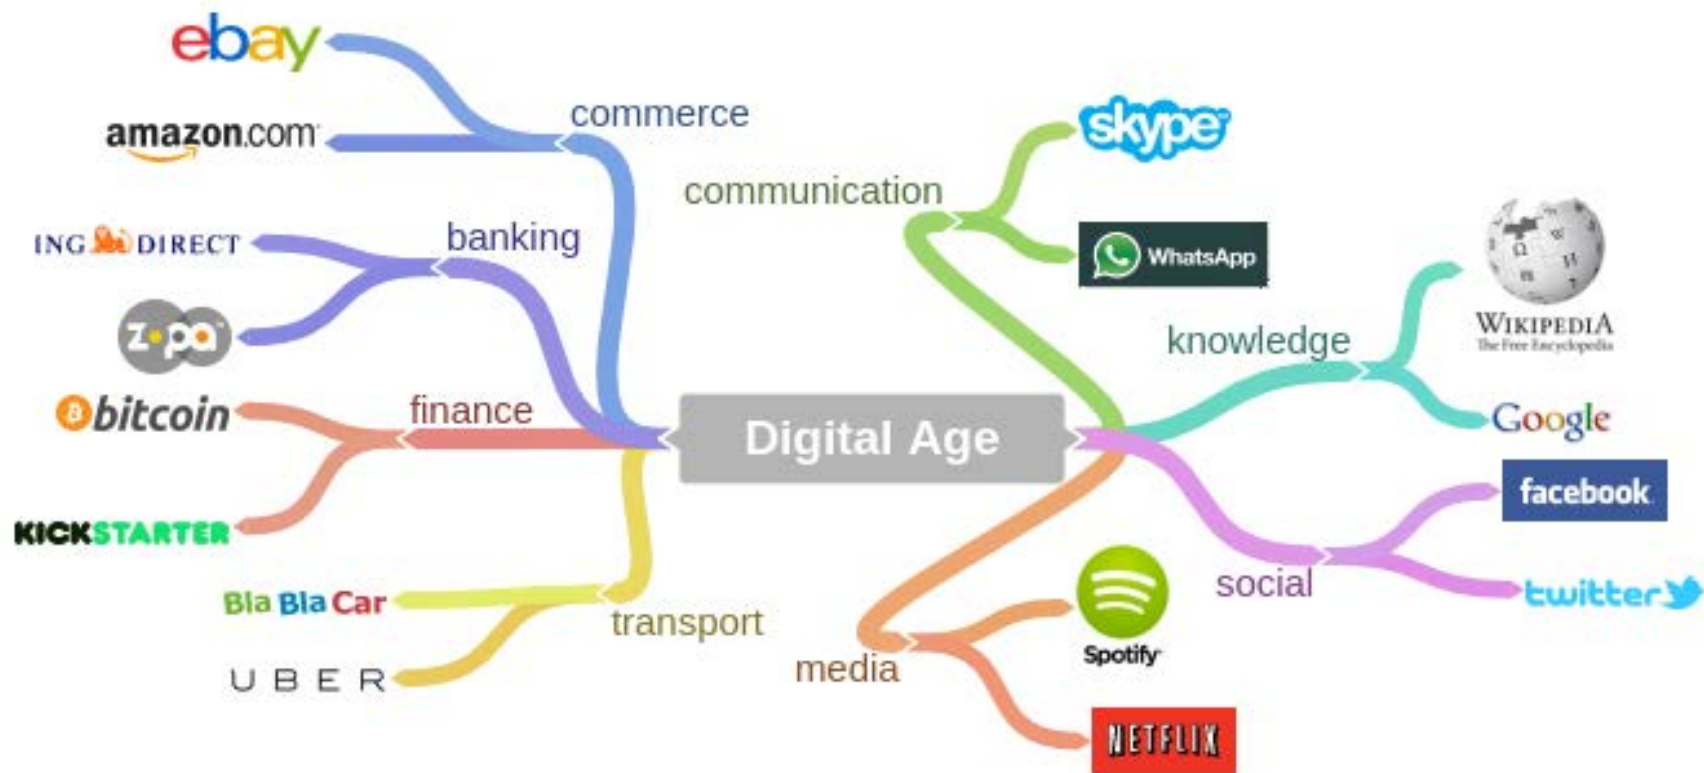 ebay
commerce
amazon.com
banking
ING DIRECT
zopa
bitcoin
finance
KICKSTARTER
Bla Bla Car
transport
UBER
Digital Age
communication
skype
WhatsApp
knowledge
WIKIPEDIA
The Free Encyclopedia
Google
social
facebook
twitter
media
Spotify
NETFLIX